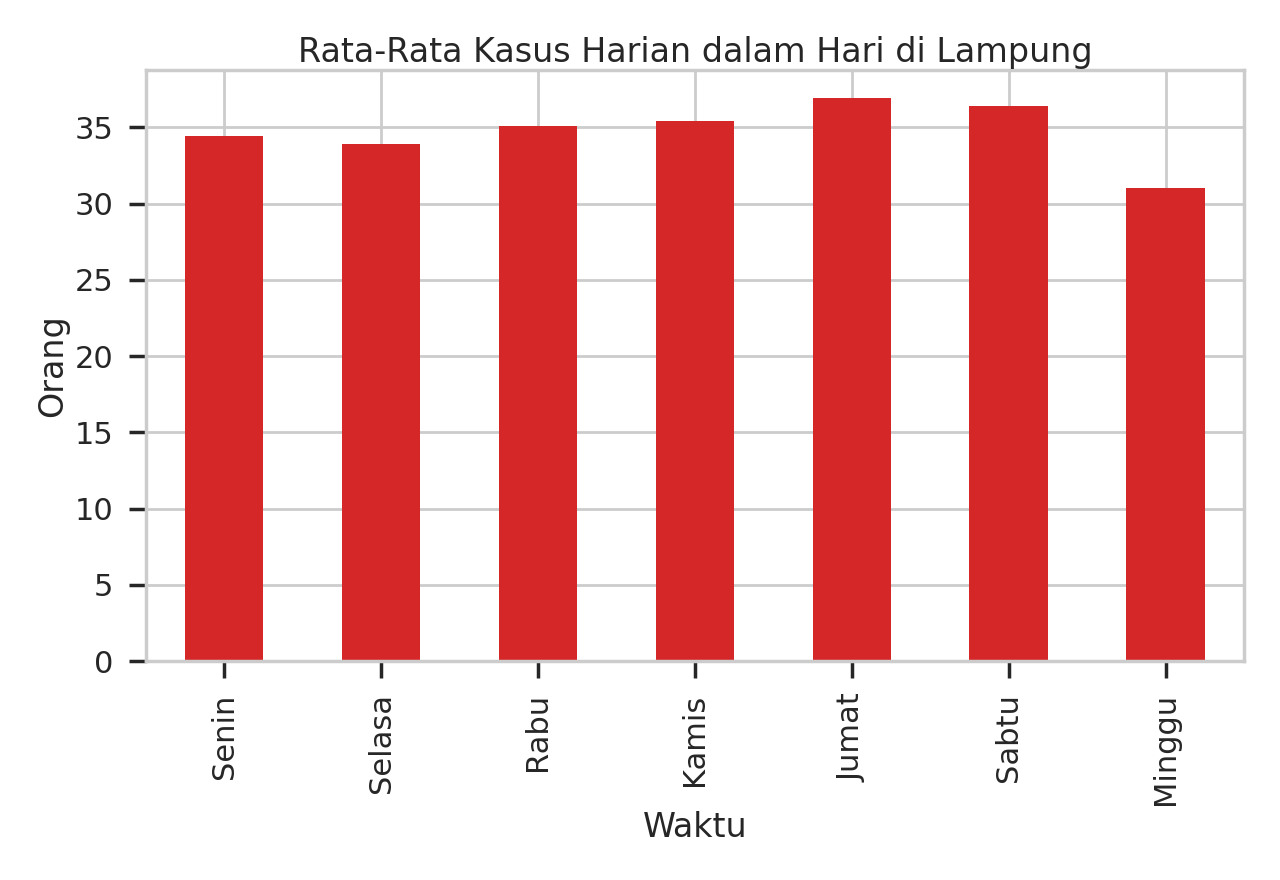 Rata-Rata Kasus Harian dalam Hari di Lampung
Orang
35
30
25
20
15
10
5
0
Senin
Selasa
Rabu
Kamis
Jumat
Sabtu
Minggu
Waktu